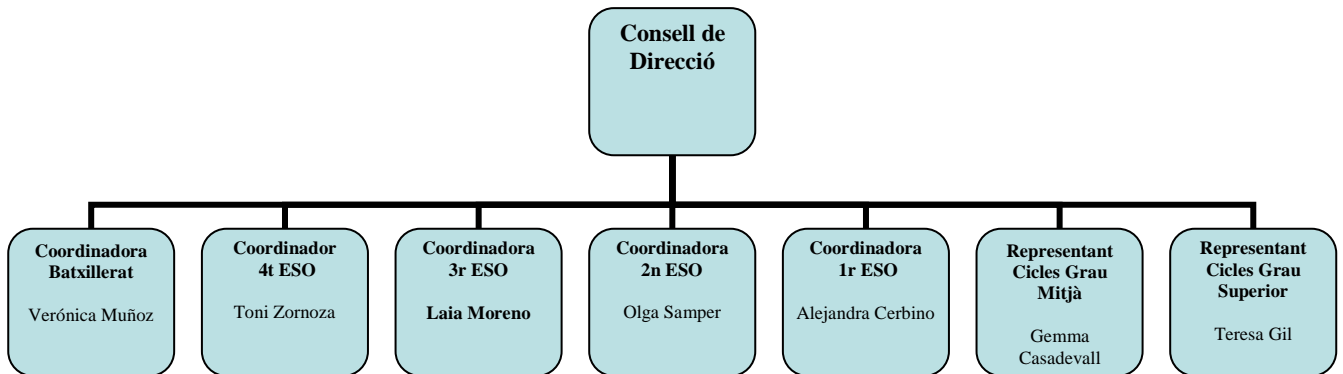 Consell de
Direcció
Coordinadora
Batxillerat
Verónica Muñoz
Coordinador
4t ESO
Toni Zornoza
Coordinadora
3r ESO
Laia Moreno
Coordinadora
2n ESO
Olga Samper
Coordinadora
1r ESO
Alejandra Cerbino
Representant
Cicles Grau
Mitjà
Gemma
Casadevall
Representant
Cicles Grau
Superior
Teresa Gil